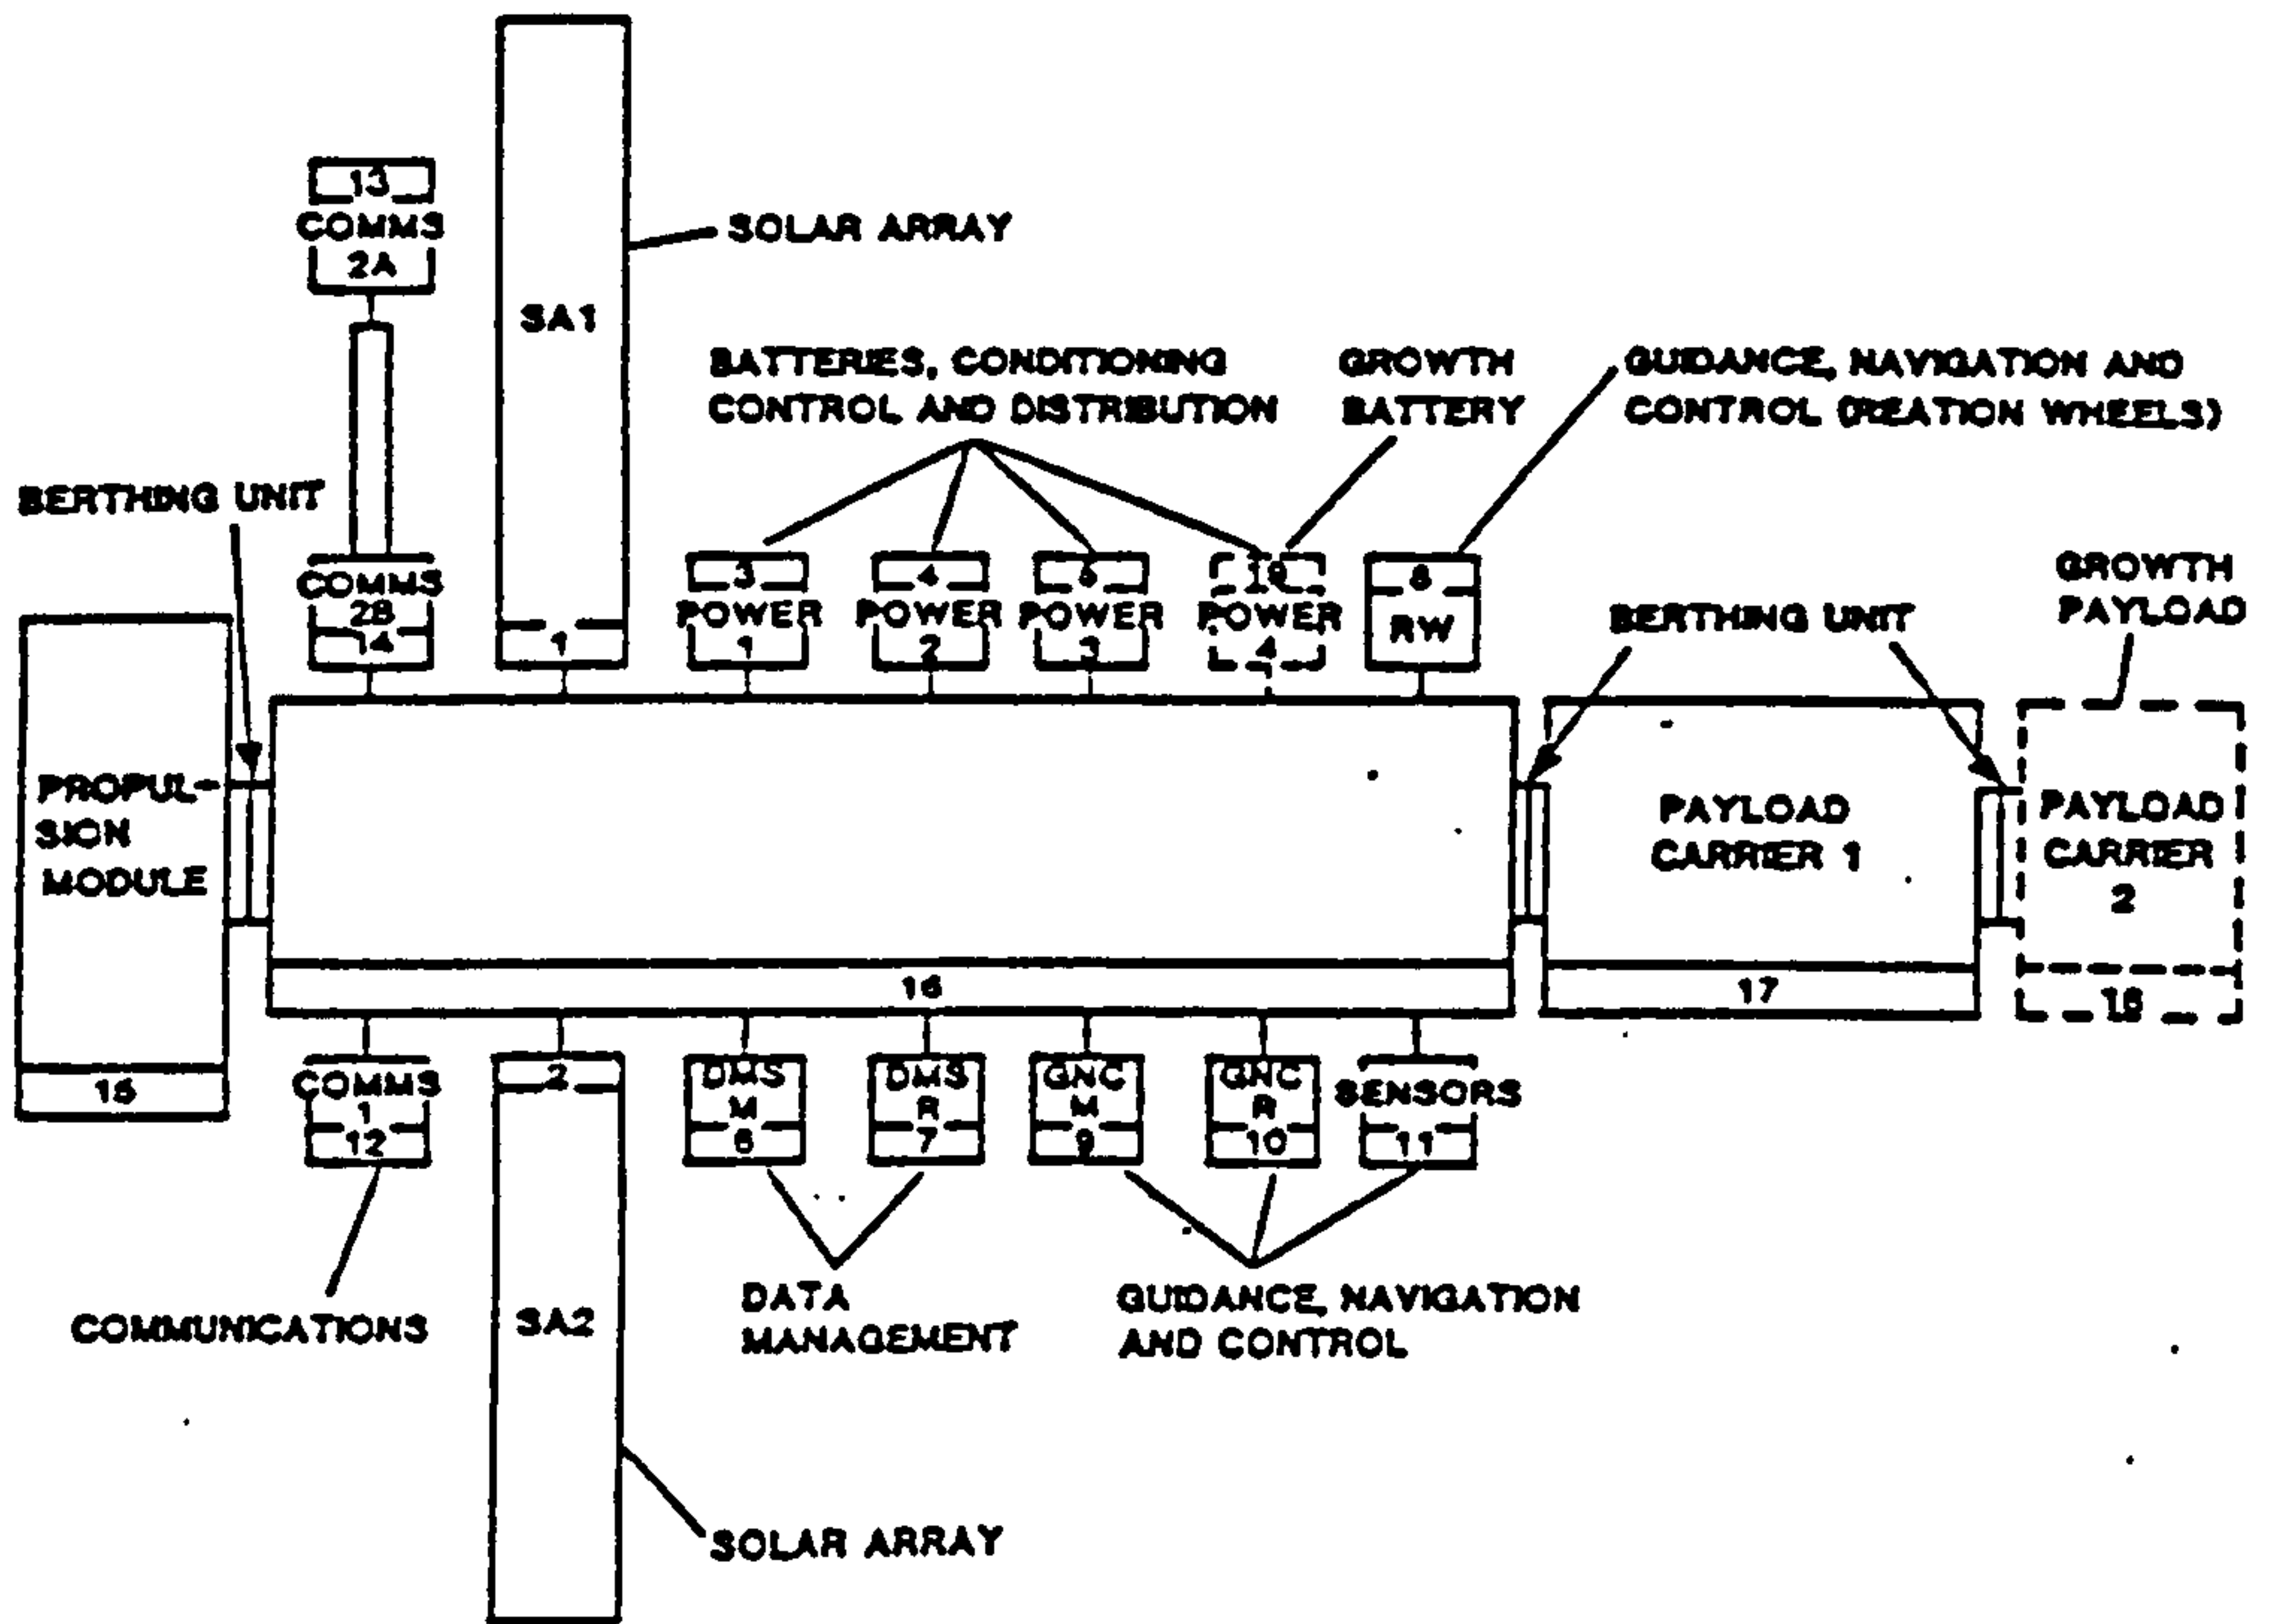 13
COMMS
2A
SOLAR ARRAY
SA1
BATTERIES, CONDITIONING
CONTROL AND DISTRIBUTION
GROWTH
BATTERY
GUIDANCE, NAVIGATION AND
CONTROL (REATION WHEELS)
BERTHING UNIT
COMMS
2B
14
1
3
POWER
1
4
POWER
2
5
POWER
3
POWER
4
8
RW
BERTHING UNIT
GROWTH
PAYLOAD
PROPUL-
SION
MODULE
PAYLOAD
CARRIER 1
PAYLOAD
CARRIER
2
16
17
18
15
COMMS
1
12
2
DMS
M
6
DMS
R
7
GNC
M
9
GNC
R
10
SENSORS
11
COMMUNICATIONS
SA2
DATA
MANAGEMENT
GUIDANCE, NAVIGATION
AND CONTROL
SOLAR ARRAY